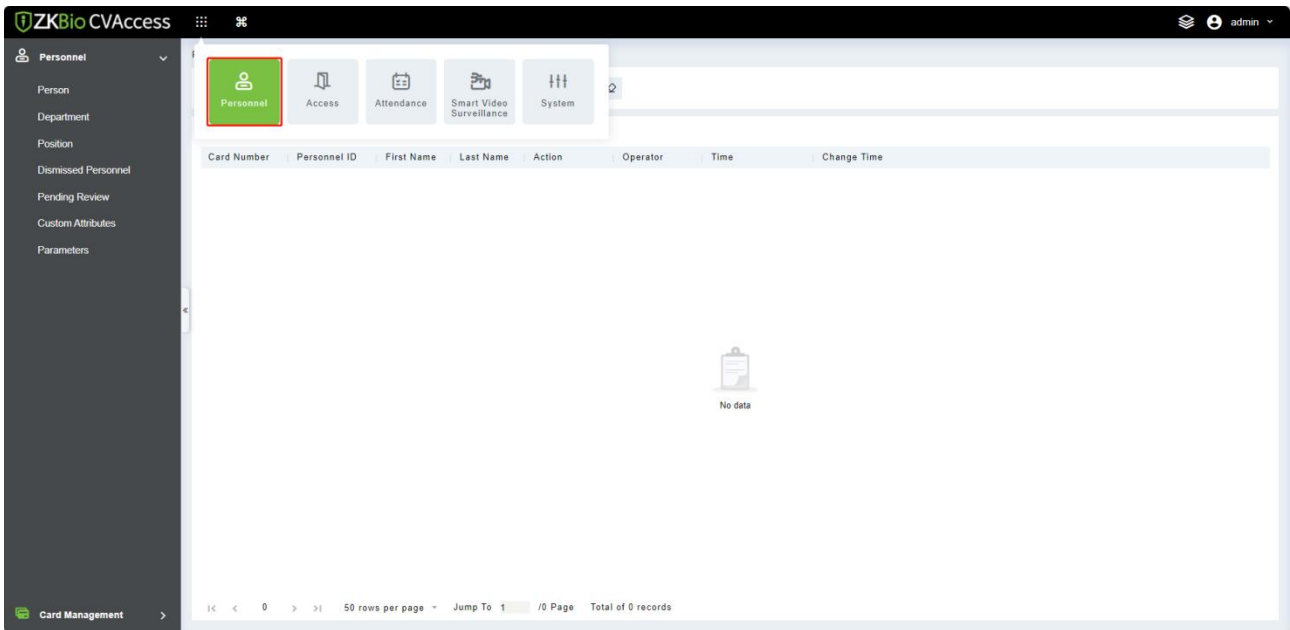 ZKBio CVAccess
admin
Personnel
Person
Department
Position
Dismissed Personnel
Pending Review
Custom Attributes
Parameters
Card Management
Personnel
Access
Attendance
Smart Video
Surveillance
System
Card Number Personnel ID First Name Last Name Action Operator Time Change Time
No data
0 50 rows per page Jump To 1 /0 Page Total of 0 records